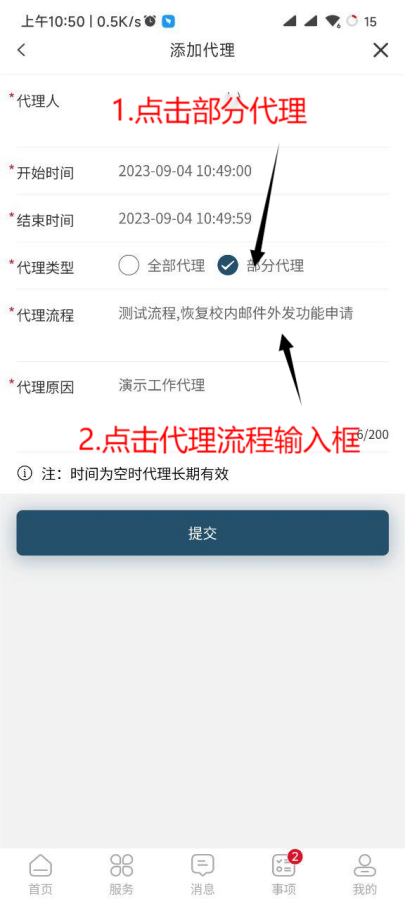 上午10:50 | 0.5K/s 15
添加代理
*代理人
1.点击部分代理
*开始时间 2023-09-04 10:49:00
*结束时间 2023-09-04 10:49:59
*代理类型 全部代理 部分代理
*代理流程 测试流程,恢复校内邮件外发功能申请
*代理原因 演示工作代理
2.点击代理流程输入框
6/200
注：时间为空时代理长期有效
提交
2
首页 服务 消息 事项 我的